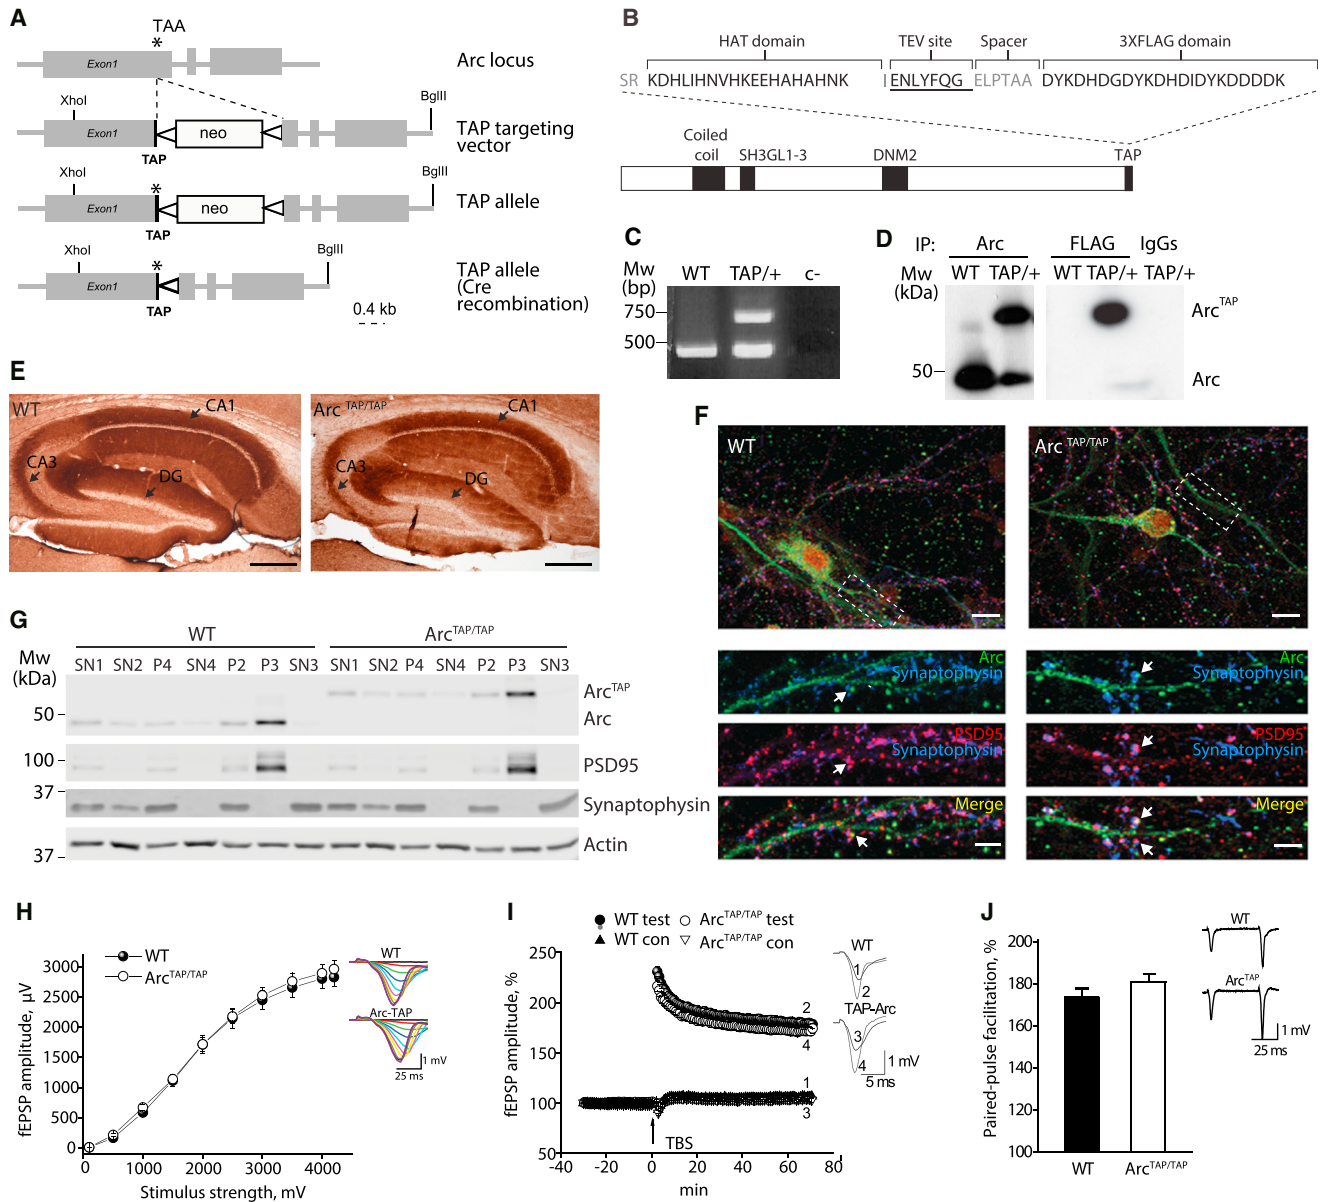 A
TAA
*
Exon1
Arc locus
XhoI
BglII
Exon1
neo
TAP
TAP targeting
vector
XhoI
*
BglII
Exon1
neo
TAP
TAP allele
XhoI
*
BglII
Exon1
TAP
TAP allele
(Cre
recombination)
0.4 kb
B
HAT domain
TEV site
Spacer
3XFLAG domain
SR
KDHLIHNVHKEEHAHAHNK
I
ENLYFQG
ELPTAA
DYKDHDGDYKDHDIDYKDDDDK
Coiled
coil
SH3GL1-3
DNM2
TAP
C
Mw
(bp)
WT
TAP/+
c-
750
500
D
IP:
Arc
FLAG
IgGs
Mw
(kDa)
WT
TAP/+
WT
TAP/+
TAP/+
ArcTAP
50
Arc
E
WT
CA1
CA3
DG
Arc TAP/TAP
CA1
CA3
DG
F
WT
Arc TAP/TAP
Arc
Synaptophysin
PSD95
Synaptophysin
Merge
Arc
Synaptophysin
PSD95
Synaptophysin
Merge
G
WT
ArcTAP/TAP
Mw
(kDa)
SN1 SN2 P4 SN4 P2 P3 SN3
SN1 SN2 P4 SN4 P2 P3 SN3
50
ArcTAP
Arc
100
PSD95
37
Synaptophysin
37
Actin
H
WT
ArcTAP/TAP
fEPSP amplitude, µV
3000
2500
2000
1500
1000
500
0
0 1000 2000 3000 4000
Stimulus strength, mV
WT
Arc-TAP
1 mV
25 ms
I
WT test
ArcTAP/TAP test
WT con
ArcTAP/TAP con
fEPSP amplitude, %
250
200
150
100
50
2
4
1
3
TBS
-40 -20 0 20 40 60 80
min
WT
1
2
TAP-Arc
3
4
1 mV
5 ms
J
Paired-pulse facilitation, %
200
180
160
140
120
100
WT
ArcTAP/TAP
WT
ArcTAP
1 mV
25 ms